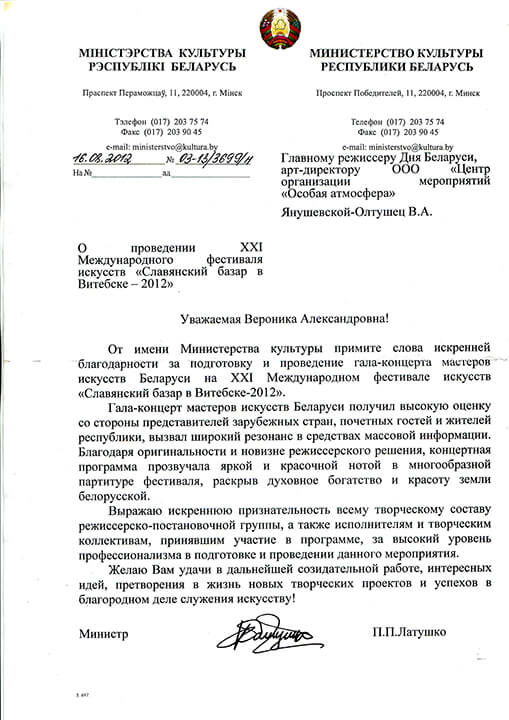 МІНІСТЭРСТВА КУЛЬТУРЫ
РЭСПУБЛІКІ БЕЛАРУСЬ
Праспект Пераможцаў, 11, 220004, г. Мінск
Тэлефон (017) 203 75 74
Факс (017) 203 90 45
e-mail: ministerstvo@kultura.by
16.08.2012 № 03-13/3699/н
На№ ад
МИНИСТЕРСТВО КУЛЬТУРЫ
РЕСПУБЛИКИ БЕЛАРУСЬ
Проспект Победителей, 11, 220004, г. Минск
Телефон (017) 203 75 74
Факс (017) 203 90 45
e-mail: ministerstvo@kultura.by
Главному режиссеру Дня Беларуси,
арт-директору ООО «Центр
организации мероприятий
«Особая атмосфера»
Янушевской-Олтушец В.А.
О проведении XXI
Международного фестиваля
искусств «Славянский базар в
Витебске – 2012»
Уважаемая Вероника Александровна!
От имени Министерства культуры примите слова искренней
благодарности за подготовку и проведение гала-концерта мастеров
искусств Беларуси на XXI Международном фестивале искусств
«Славянский базар в Витебске-2012».
Гала-концерт мастеров искусств Беларуси получил высокую оценку
со стороны представителей зарубежных стран, почетных гостей и жителей
республики, вызвал широкий резонанс в средствах массовой информации.
Благодаря оригинальности и новизне режиссерского решения, концертная
программа прозвучала яркой и красочной нотой в многообразной
партитуре фестиваля, раскрыв духовное богатство и красоту земли
белорусской.
Выражаю искреннюю признательность всему творческому составу
режиссерско-постановочной группы, а также исполнителям и творческим
коллективам, принявшим участие в программе, за высокий уровень
профессионализма в подготовке и проведении данного мероприятия.
Желаю Вам удачи в дальнейшей созидательной работе, интересных
идей, претворения в жизнь новых творческих проектов и успехов в
благородном деле служения искусству!
Министр П.П.Латушко